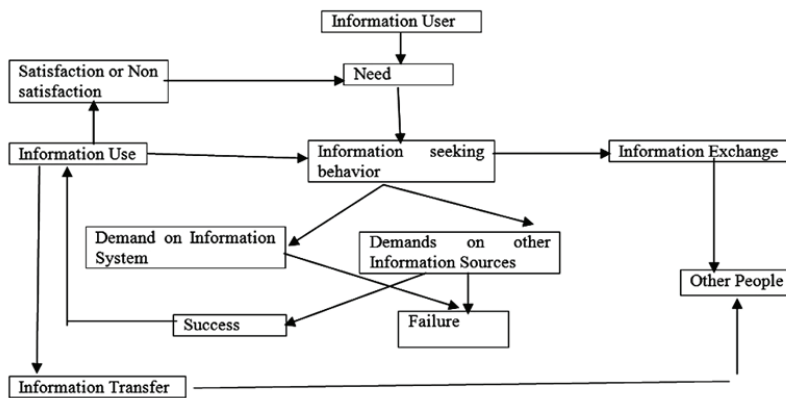 Information User
Satisfaction or Non
satisfaction
Need
Information Use
Information seeking
behavior
Information Exchange
Demand on Information
System
Demands on other
Information Sources
Other People
Success
Failure
Information Transfer